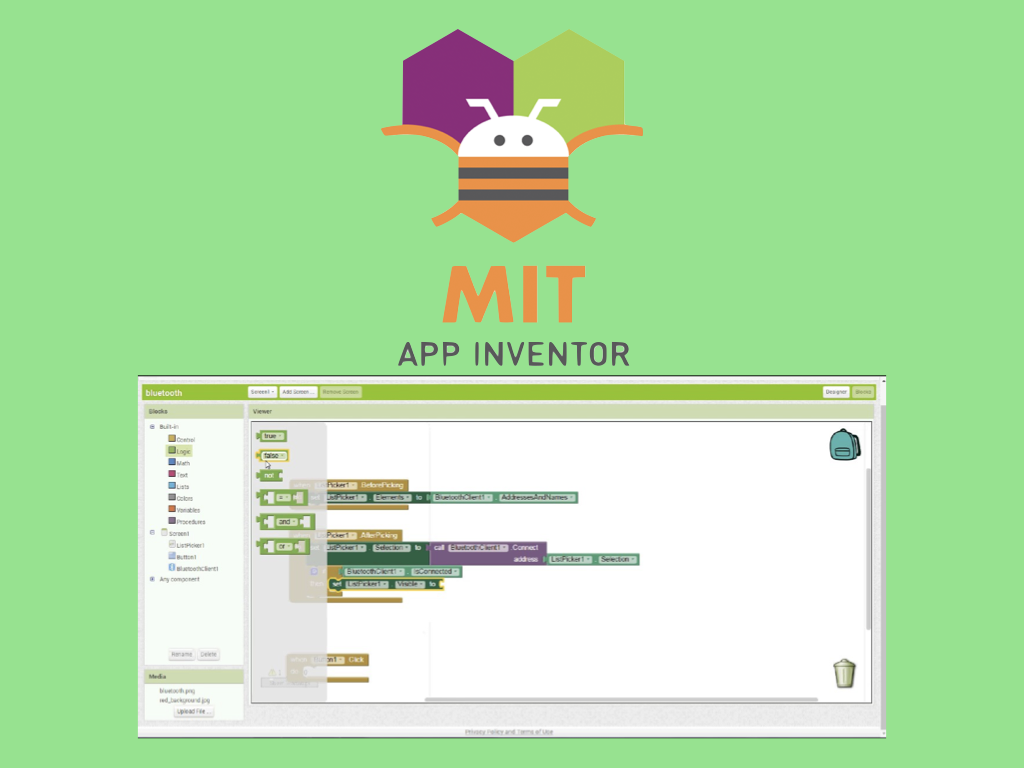 MIT
APP INVENTOR
bluetooth
Screen1
Add Screen ...
Remove Screen
Designer
Blocks
Blocks
Viewer
Built-in
Control
Logic
Math
Text
Lists
Colors
Variables
Procedures
Screen1
ListPicker1
Button1
BluetoothClient1
Any component
Rename
Delete
Media
bluetooth.png
red_background.jpg
Upload File ...
true
false
not
=
and
or
ListPicker1 . BeforePicking
ListPicker1 . Elements to BluetoothClient1 . AddressesAndNames
ListPicker1 . AfterPicking
ListPicker1 . Selection to call BluetoothClient1 . Connect
address ListPicker1 . Selection
BluetoothClient1 . IsConnected
set ListPicker1 . Visible to
Button1 . Click
Privacy Policy and Terms of Use